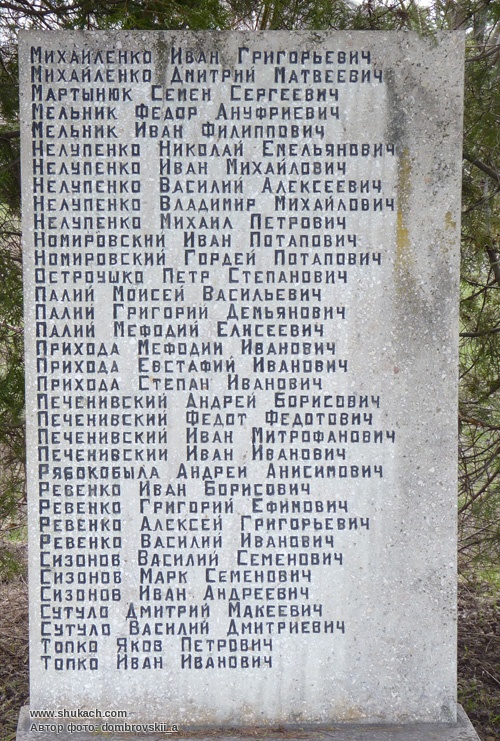 Михайленко Иван Григорьевич
Михайленко Дмитрий Матвеевич
Мартынюк Семен Сергеевич
Мельник Федор Ануфриевич
Мельник Иван Филиппович
Нелупенко Николай Емельянович
Нелупенко Иван Михайлович
Нелупенко Василий Алексеевич
Нелупенко Владимир Михайлович
Нелупенко Михаил Петрович
Номировский Иван Потапович
Номировский Гордей Потапович
Остроушко Петр Степанович
Палий Моисей Васильевич
Палий Григорий Демьянович
Палий Мефодий Елисеевич
Прихода Мефодий Иванович
Прихода Евстафий Иванович
Прихода Степан Иванович
Печенивский Андрей Борисович
Печенивский Федот Федотович
Печенивский Иван Митрофанович
Печенивский Иван Иванович
Рябокобыла Андрей Анисимович
Ревенко Иван Борисович
Ревенко Григорий Ефимович
Ревенко Алексей Григорьевич
Ревенко Василий Иванович
Сизонов Василий Семенович
Сизонов Марк Семенович
Сизонов Иван Андреевич
Сутуло Дмитрий Макеевич
Сутуло Василий Дмитриевич
Топко Яков Петрович
Топко Иван Иванович
www.shukach.com
Автор фото: dombrovskii_a